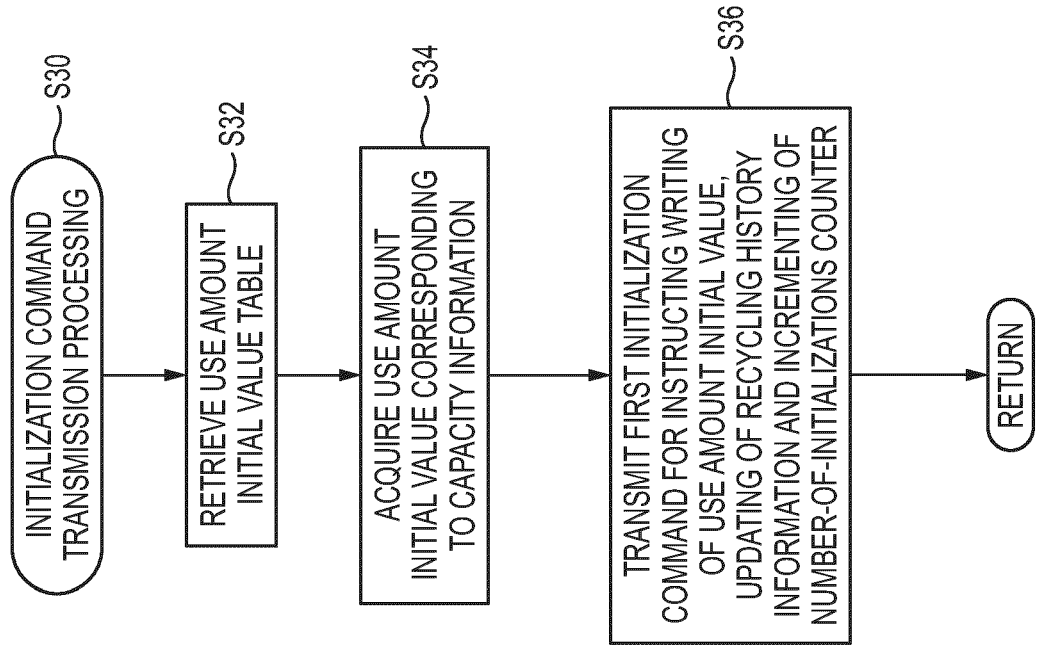 INITIALIZATION COMMAND
TRANSMISSION PROCESSING
S30
RETRIEVE USE AMOUNT
INITIAL VALUE TABLE
S32
ACQUIRE USE AMOUNT
INITIAL VALUE CORRESPONDING
TO CAPACITY INFORMATION
S34
TRANSMIT FIRST INITIALIZATION
COMMAND FOR INSTRUCTING WRITING
OF USE AMOUNT INITIAL VALUE,
UPDATING OF RECYCLING HISTORY
INFORMATION AND INCREMENTING OF
NUMBER-OF-INITIALIZATIONS COUNTER
S36
RETURN